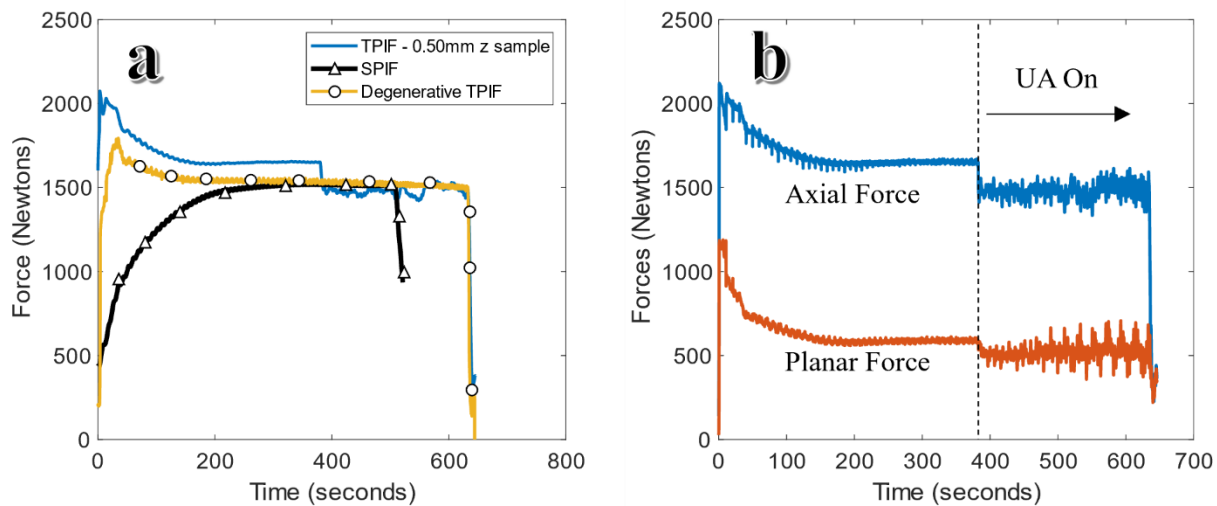 a
TPIF - 0.50mm z sample
SPIF
Degenerative TPIF
2500
2000
1500
1000
500
0
Force (Newtons)
0 200 400 600 800
Time (seconds)
b
UA On
Axial Force
Planar Force
2500
2000
1500
1000
500
0
Forces (Newtons)
0 100 200 300 400 500 600 700
Time (seconds)